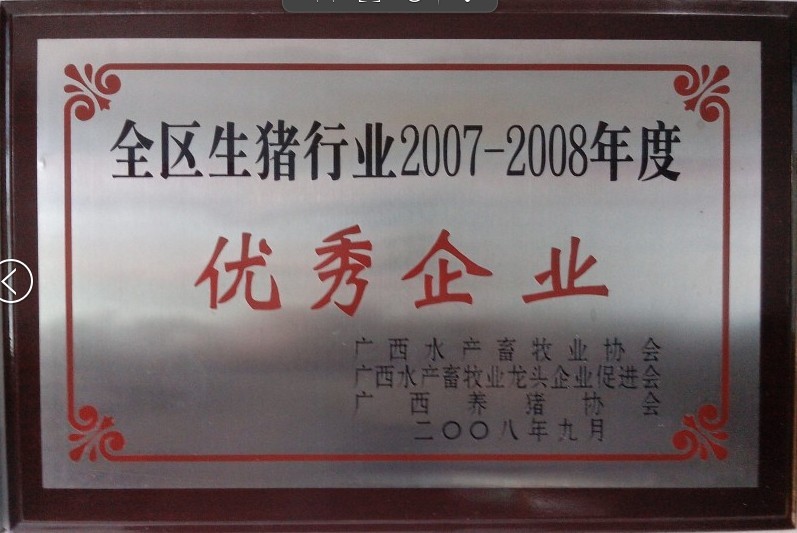 全区生猪行业2007-2008年度
优秀企业
广西水产畜牧业协会
广西水产畜牧业龙头企业促进会
广西养猪协会
二〇〇八年九月